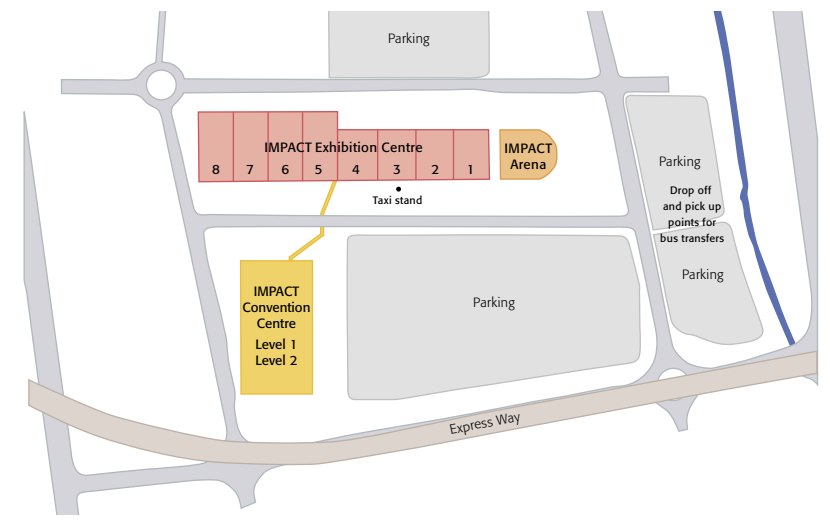 Parking
IMPACT Exhibition Centre
8 7 6 5 4 3 2 1
IMPACT
Arena
Taxi stand
Parking
Drop off
and pick up
points for
bus transfers
Parking
IMPACT
Convention
Centre
Level 1
Level 2
Parking
Express Way